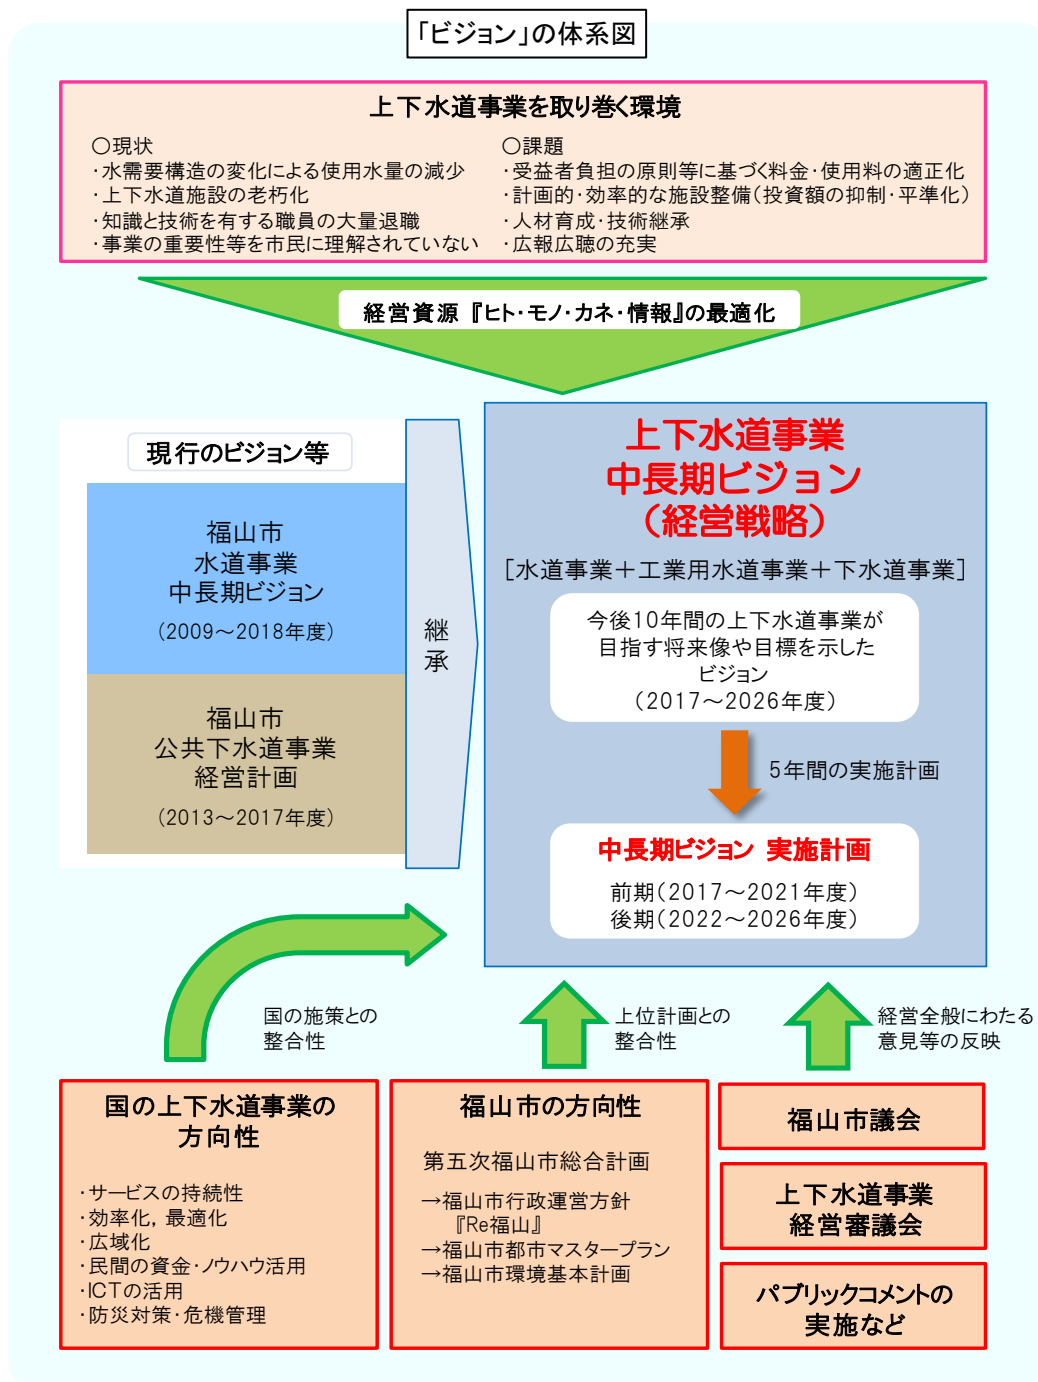 「ビジョン」の体系図
上下水道事業を取り巻く環境
○現状
・水需要構造の変化による使用水量の減少
・上下水道施設の老朽化
・知識と技術を有する職員の大量退職
・事業の重要性等を市民に理解されていない
○課題
・受益者負担の原則等に基づく料金・使用料の適正化
・計画的・効率的な施設整備（投資額の抑制・平準化）
・人材育成・技術継承
・広報広聴の充実
経営資源『ヒト・モノ・カネ・情報』の最適化
現行のビジョン等
福山市
水道事業
中長期ビジョン
（2009～2018年度）
福山市
公共下水道事業
経営計画
（2013～2017年度）
継
承
上下水道事業
中長期ビジョン
（経営戦略）
［水道事業＋工業用水道事業＋下水道事業］
今後10年間の上下水道事業が
目指す将来像や目標を示した
ビジョン
（2017～2026年度）
5年間の実施計画
中長期ビジョン 実施計画
前期（2017～2021年度）
後期（2022～2026年度）
国の施策との
整合性
上位計画との
整合性
経営全般にわたる
意見等の反映
国の上下水道事業の
方向性
・サービスの持続性
・効率化，最適化
・広域化
・民間の資金・ノウハウ活用
・ICTの活用
・防災対策・危機管理
福山市の方向性
第五次福山市総合計画
→福山市行政運営方針
『Re福山』
→福山市都市マスタープラン
→福山市環境基本計画
福山市議会
上下水道事業
経営審議会
パブリックコメントの
実施など